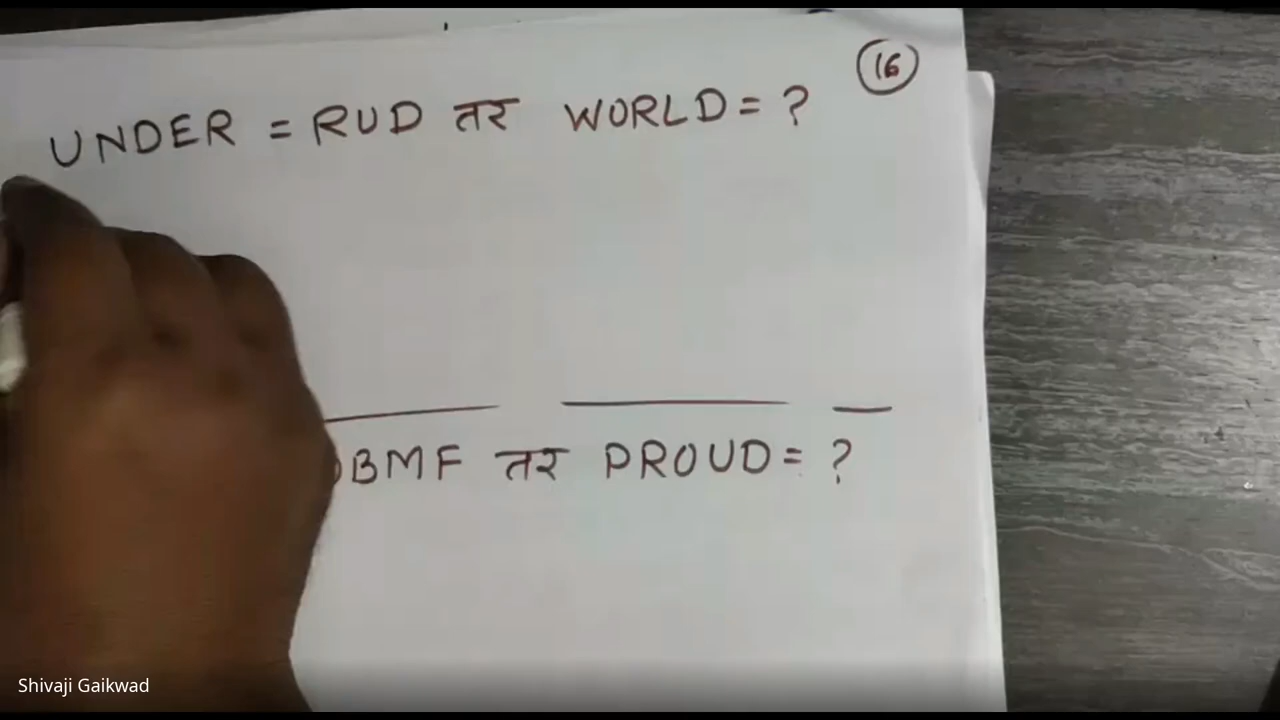 16
UNDER = RUD तर WORLD = ?
BMF तर PROUD = ?
Shivaji Gaikwad